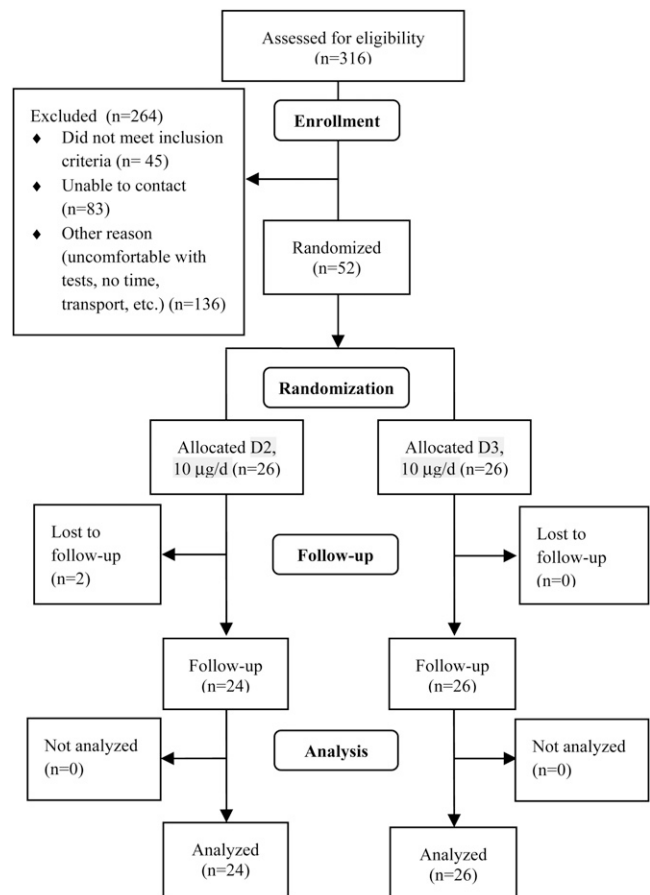 Assessed for eligibility
(n=316)
Enrollment
Excluded (n=264)
♦ Did not meet inclusion
criteria (n= 45)
♦ Unable to contact
(n=83)
♦ Other reason
(uncomfortable with
tests, no time,
transport, etc.) (n=136)
Randomized
(n=52)
Randomization
Allocated D2,
10 μg/d (n=26)
Allocated D3,
10 μg/d (n=26)
Lost to
follow-up
(n=2)
Follow-up
Lost to
follow-up
(n=0)
Follow-up
(n=24)
Follow-up
(n=26)
Not analyzed
(n=0)
Analysis
Not analyzed
(n=0)
Analyzed
(n=24)
Analyzed
(n=26)